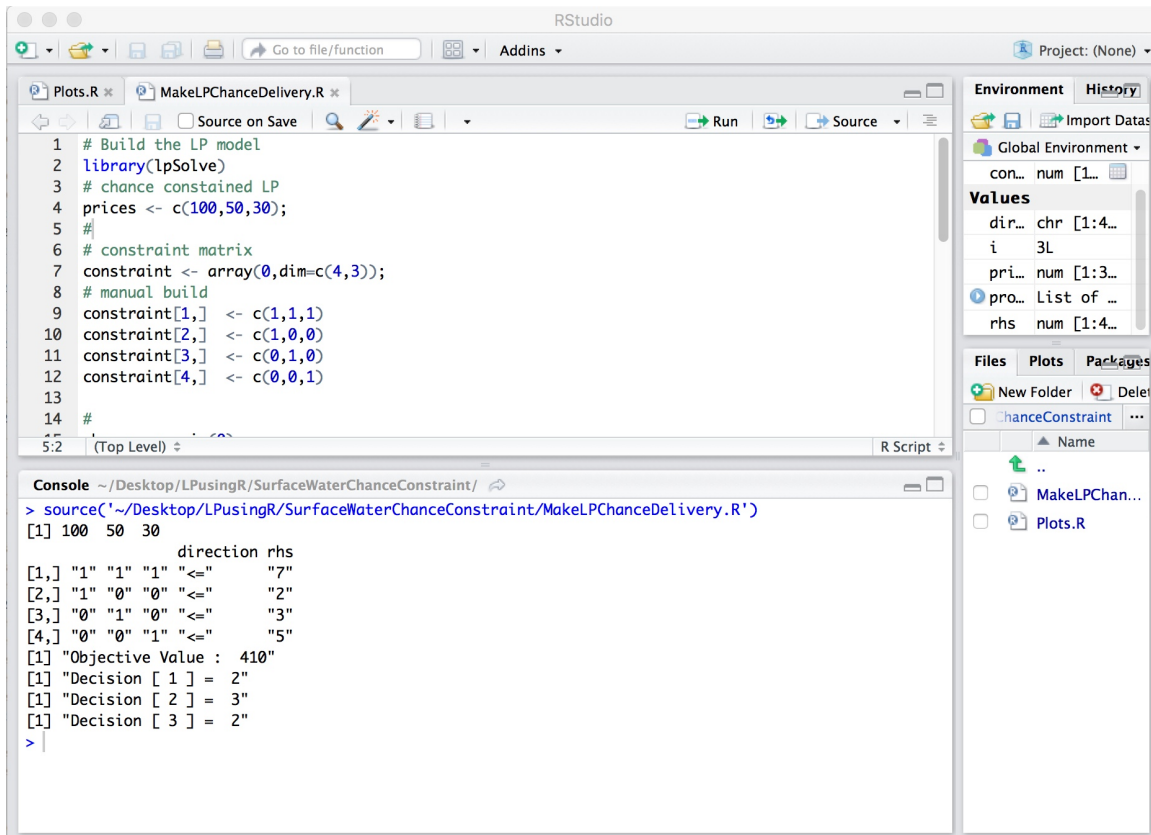 RStudio
Go to file/function
Addins
Project: (None)
Plots.R
MakeLPChanceDelivery.R
Source on Save
Run
Source
1 # Build the LP model
2 library(lpSolve)
3 # chance constained LP
4 prices <- c(100,50,30);
5 #
6 # constraint matrix
7 constraint <- array(0,dim=c(4,3));
8 # manual build
9 constraint[1,]  <- c(1,1,1)
10 constraint[2,]  <- c(1,0,0)
11 constraint[3,]  <- c(0,1,0)
12 constraint[4,]  <- c(0,0,1)
13
14 #
5:2 (Top Level) R Script
Console ~/Desktop/LPusingR/SurfaceWaterChanceConstraint/
> source('~/Desktop/LPusingR/SurfaceWaterChanceConstraint/MakeLPChanceDelivery.R')
[1] 100  50  30
direction rhs
[1,] "1" "1" "1" "<="      "7"
[2,] "1" "0" "0" "<="      "2"
[3,] "0" "1" "0" "<="      "3"
[4,] "0" "0" "1" "<="      "5"
[1] "Objective Value :  410"
[1] "Decision [ 1 ] =  2"
[1] "Decision [ 2 ] =  3"
[1] "Decision [ 3 ] =  2"
>
Environment History
Import Datas
Global Environment
con… num [1…
Values
dir… chr [1:4…
i 3L
pri… num [1:3…
pro… List of …
rhs num [1:4…
Files Plots Packages
New Folder Delet
ChanceConstraint ...
Name
..
MakeLPChan...
Plots.R